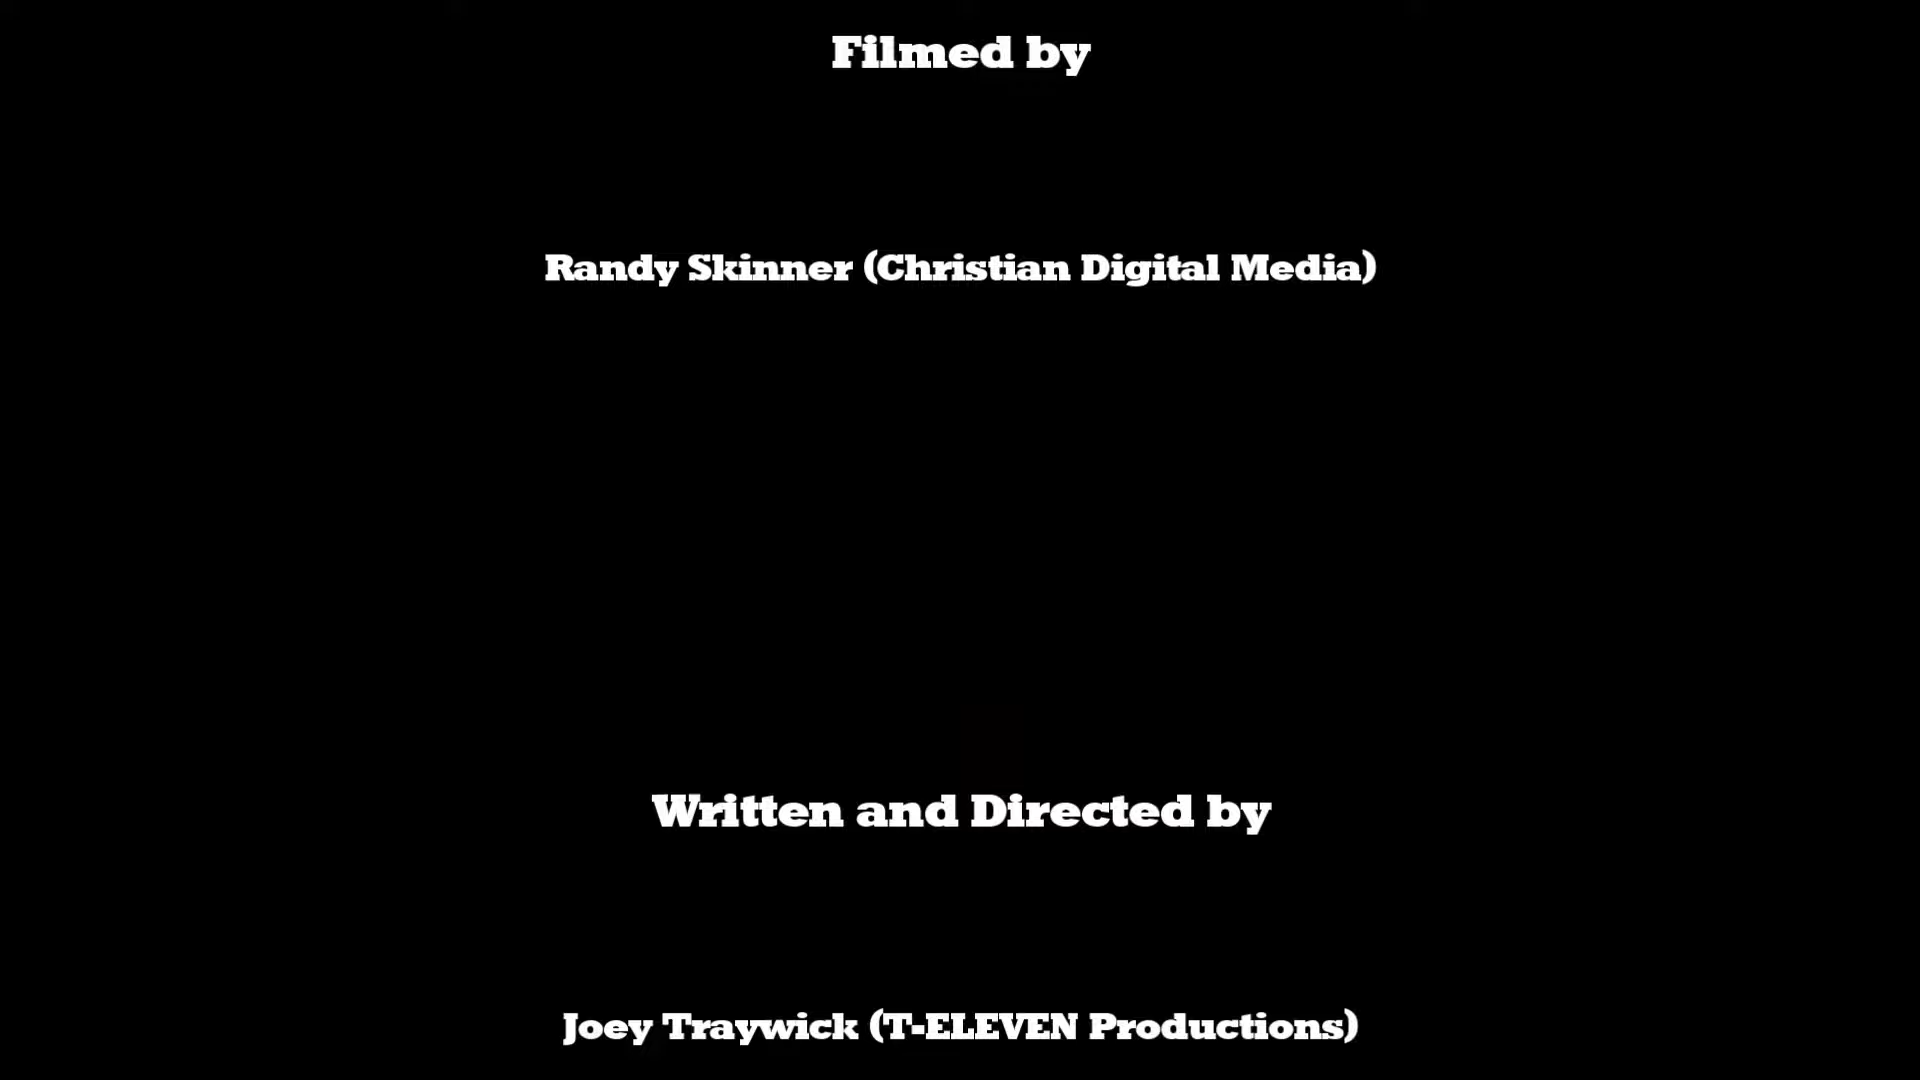 Filmed by
Randy Skinner (Christian Digital Media)
Written and Directed by
Joey Traywick (T-ELEVEN Productions)